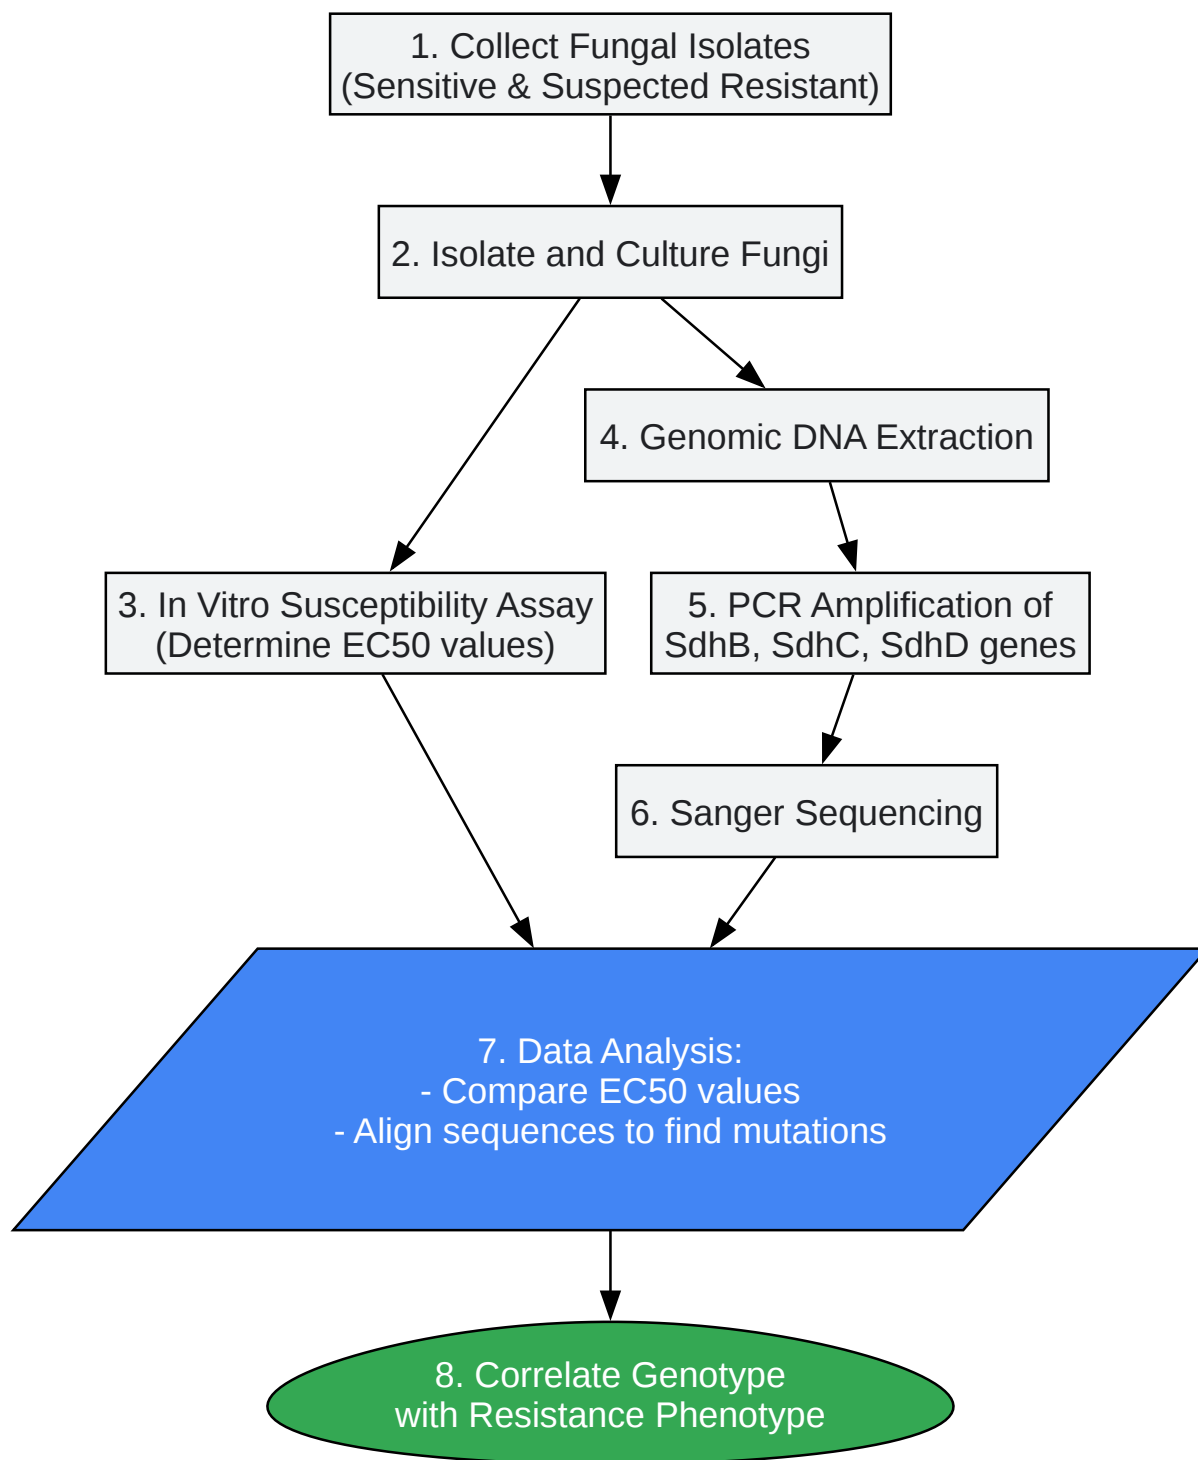 1. Collect Fungal Isolates
(Sensitive & Suspected Resistant)
2. Isolate and Culture Fungi
4. Genomic DNA Extraction
3. In Vitro Susceptibility Assay
(Determine EC50 values)
5. PCR Amplification of
SdhB, SdhC, SdhD genes
6. Sanger Sequencing
7. Data Analysis:
- Compare EC50 values
- Align sequences to find mutations
8. Correlate Genotype
with Resistance Phenotype